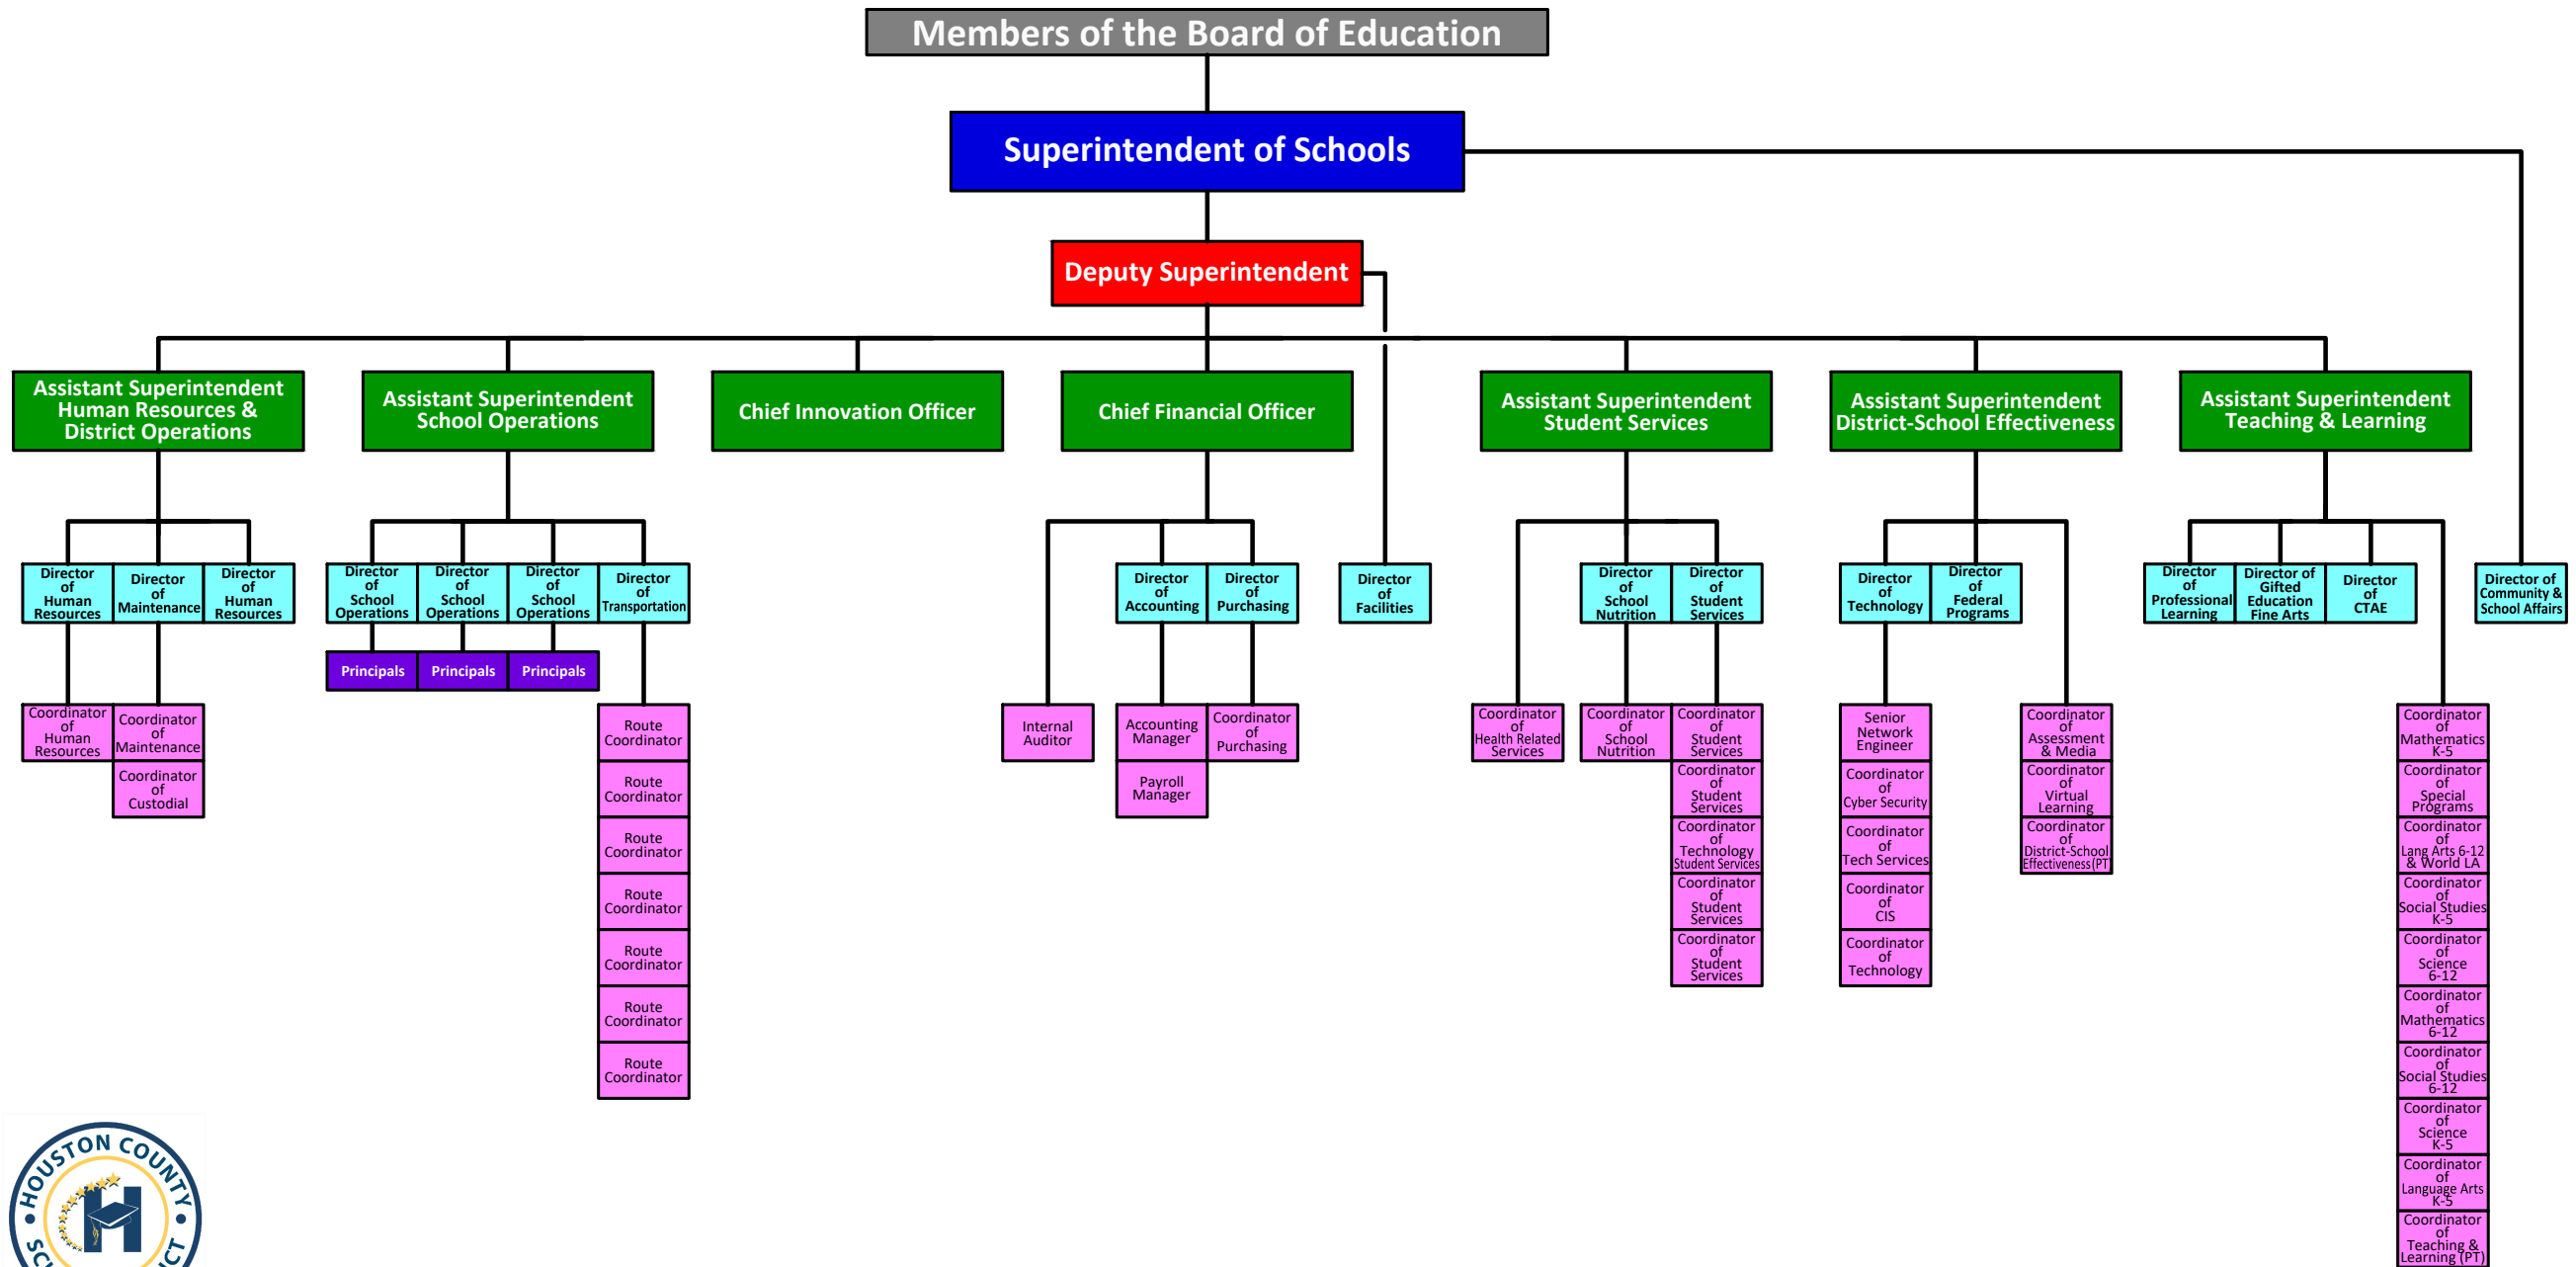 Members of the Board of Education
Superintendent of Schools
Deputy Superintendent
Assistant Superintendent
Human Resources &
District Operations
Assistant Superintendent
School Operations
Chief Innovation Officer
Chief Financial Officer
Assistant Superintendent
Student Services
Assistant Superintendent
District-School Effectiveness
Assistant Superintendent
Teaching & Learning
Director
of
Human
Resources
Director
of
Maintenance
Director
of
Human
Resources
Director
of
School
Operations
Director
of
School
Operations
Director
of
School
Operations
Director
of
Transportation
Director
of
Accounting
Director
of
Purchasing
Director
of
Facilities
Director
of
School
Nutrition
Director
of
Student
Services
Director
of
Technology
Director
of
Federal
Programs
Director
of
Professional
Learning
Director of
Gifted
Education
Fine Arts
Director
of
CTAE
Director of
Community &
School Affairs
Principals
Principals
Principals
Coordinator
of
Human
Resources
Coordinator
of
Maintenance
Coordinator
of
Custodial
Route
Coordinator
Route
Coordinator
Route
Coordinator
Route
Coordinator
Route
Coordinator
Route
Coordinator
Route
Coordinator
Internal
Auditor
Accounting
Manager
Payroll
Manager
Coordinator
of
Purchasing
Coordinator
of
Health Related
Services
Coordinator
of
School
Nutrition
Coordinator
of
Student
Services
Coordinator
of
Student
Services
Coordinator
of
Technology
Student Services
Coordinator
of
Student
Services
Coordinator
of
Student
Services
Senior
Network
Engineer
Coordinator
of
Cyber Security
Coordinator
of
Tech Services
Coordinator
of
CIS
Coordinator
of
Technology
Coordinator
of
Assessment
& Media
Coordinator
of
Virtual
Learning
Coordinator
of
District-School
Effectiveness (PT)
Coordinator
of
Mathematics
K-5
Coordinator
of
Special
Programs
Coordinator
of
Lang Arts 6-12
& World LA
Coordinator
of
Social Studies
K-5
Coordinator
of
Science
6-12
Coordinator
of
Mathematics
6-12
Coordinator
of
Social Studies
6-12
Coordinator
of
Science
K-5
Coordinator
of
Language Arts
K-5
Coordinator
of
Teaching &
Learning (PT)
HOUSTON COUNTY
H